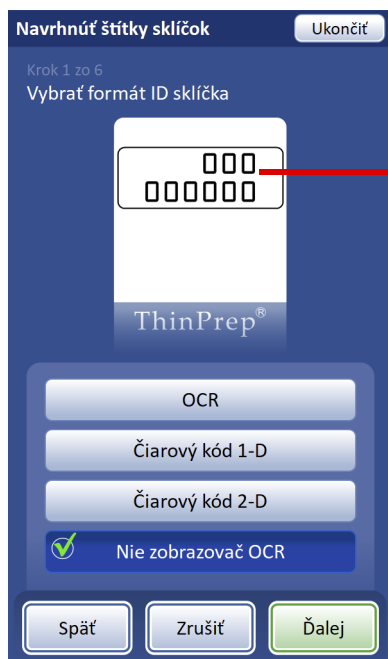 Navrhnúť štítky sklíčok
Ukončiť
Krok 1 zo 6
Vybrať formát ID sklíčka
000
000000
ThinPrep®
OCR
Čiarový kód 1-D
Čiarový kód 2-D
Nie zobrazovač OCR
Späť
Zrušiť
Ďalej